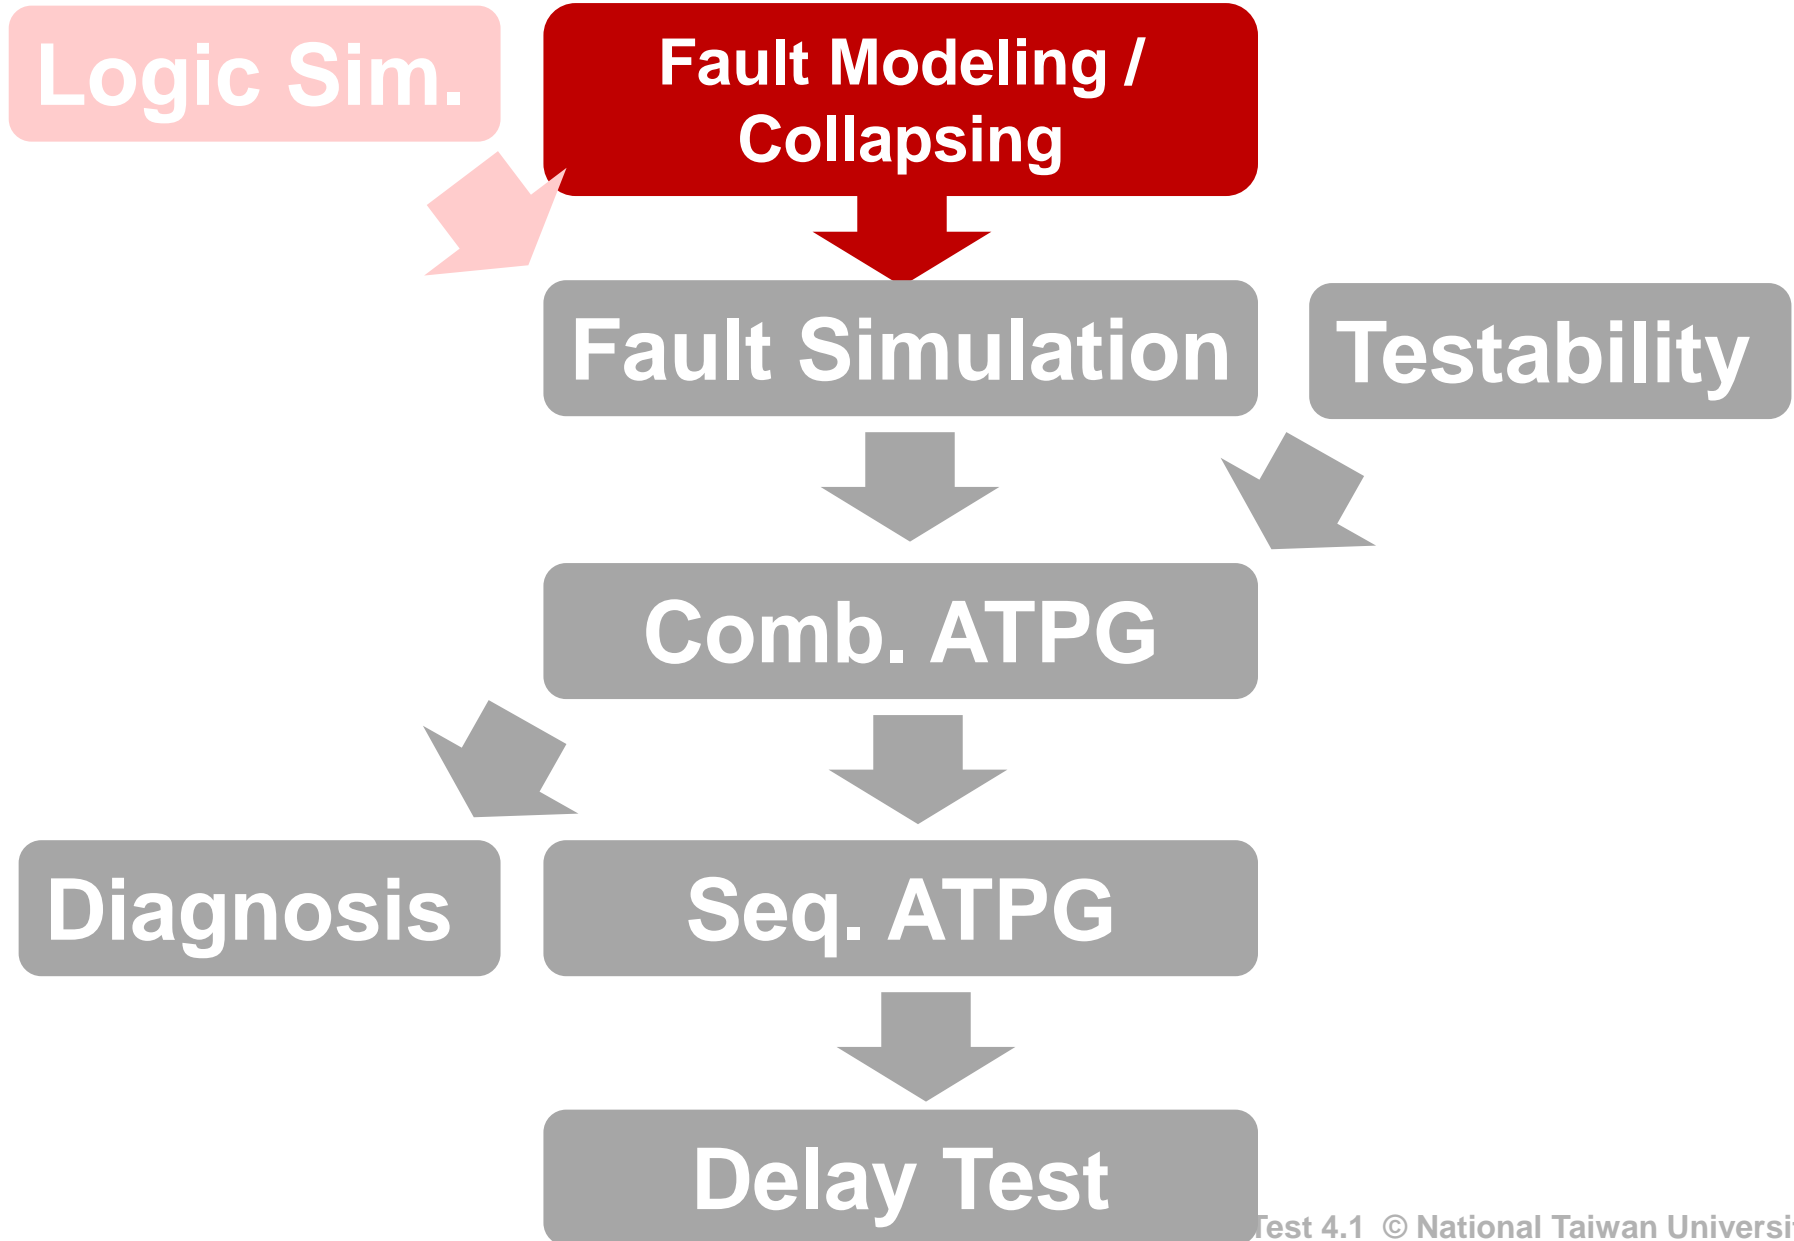 Logic Sim.
Fault Modeling /
Collapsing
Fault Simulation
Testability
Comb. ATPG
Diagnosis
Seq. ATPG
Delay Test
Test 4.1 © National Taiwan